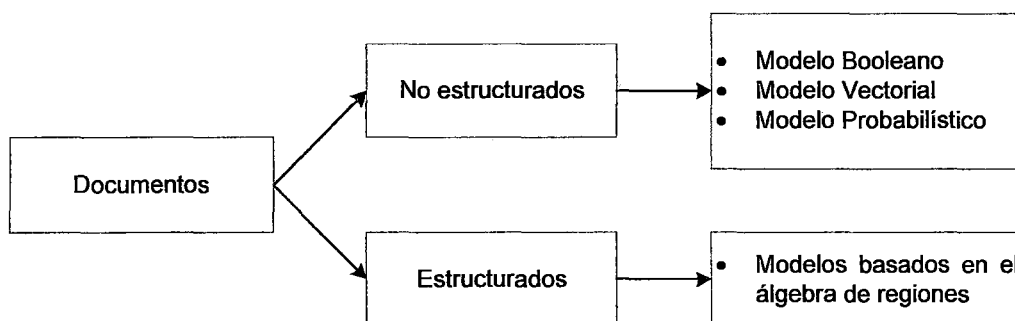 No estructurados
• Modelo Booleano
• Modelo Vectorial
• Modelo Probabilístico
Documentos
Estructurados
• Modelos basados en el
álgebra de regiones